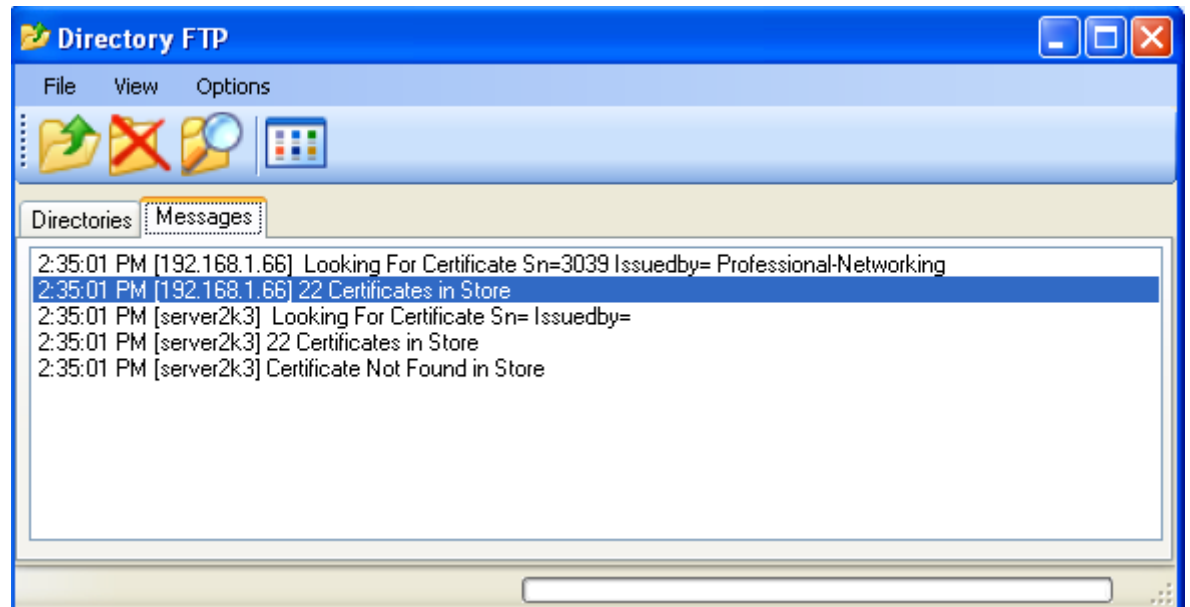 Directory FTP
File View Options
Directories Messages
2:35:01 PM [192.168.1.66]  Looking For Certificate Sn=3039 Issuedby= Professional-Networking
2:35:01 PM [192.168.1.66] 22 Certificates in Store
2:35:01 PM [server2k3]  Looking For Certificate Sn= Issuedby=
2:35:01 PM [server2k3] 22 Certificates in Store
2:35:01 PM [server2k3] Certificate Not Found in Store